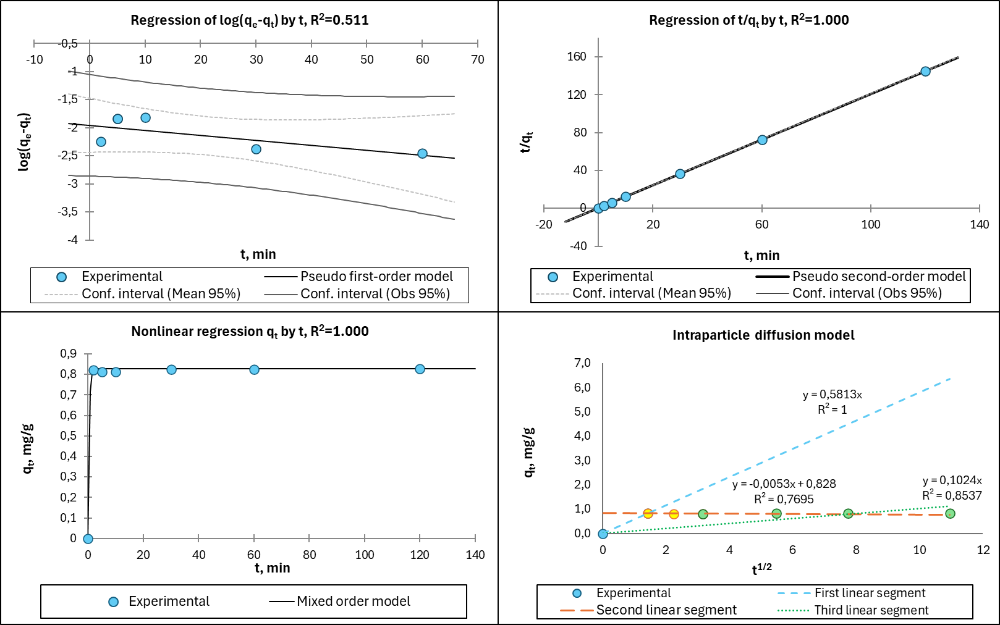 Regression of log(qₑ-qₜ) by t, R²=0.511
-0,5
-10 0 10 20 30 40 50 60 70
-1
-1,5
-2
-2,5
-3
-3,5
-4
log(qₑ-qₜ)
t, min
Experimental Pseudo first-order model
Conf. interval (Mean 95%) Conf. interval (Obs 95%)
Regression of t/qₜ by t, R²=1.000
160
120
80
40
0
-40
-20 20 60 100 140
t/qₜ
t, min
Experimental Pseudo second-order model
Conf. interval (Mean 95%) Conf. interval (Obs 95%)
Nonlinear regression qₜ by t, R²=1.000
0,9
0,8
0,7
0,6
0,5
0,4
0,3
0,2
0,1
0
0 20 40 60 80 100 120 140
qₜ, mg/g
t, min
Experimental Mixed order model
Intraparticle diffusion model
7,0
6,0
5,0
4,0
3,0
2,0
1,0
0,0
0 2 4 6 8 10 12
qₜ, mg/g
t¹/²
y = 0,5813x
R² = 1
y = -0,0053x + 0,828
R² = 0,7695
y = 0,1024x
R² = 0,8537
Experimental First linear segment
Second linear segment Third linear segment